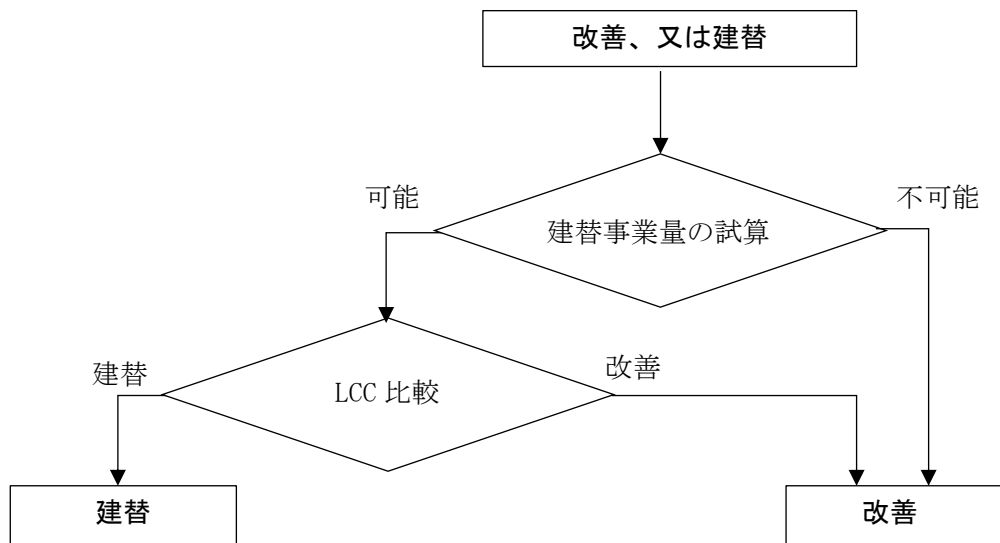 改善、又は建替
可能
不可能
建替事業量の試算
建替
改善
LCC 比較
建替
改善